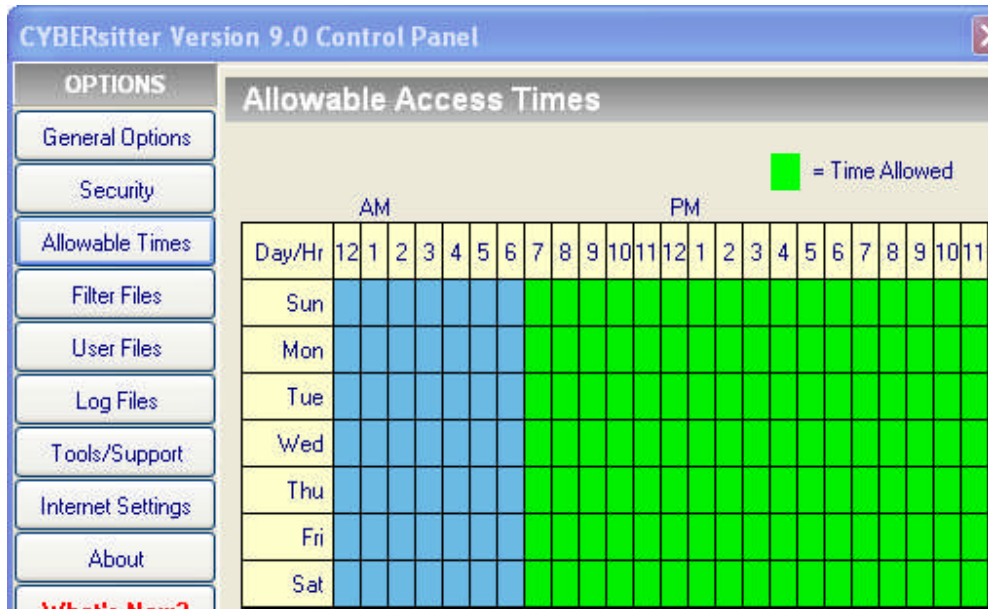 CYBERsitter Version 9.0 Control Panel
OPTIONS
General Options
Security
Allowable Times
Filter Files
User Files
Log Files
Tools/Support
Internet Settings
About
What's New?
Allowable Access Times
= Time Allowed
AM PM
Day/Hr 12 1 2 3 4 5 6 7 8 9 10 11 12 1 2 3 4 5 6 7 8 9 10 11
Sun
Mon
Tue
Wed
Thu
Fri
Sat